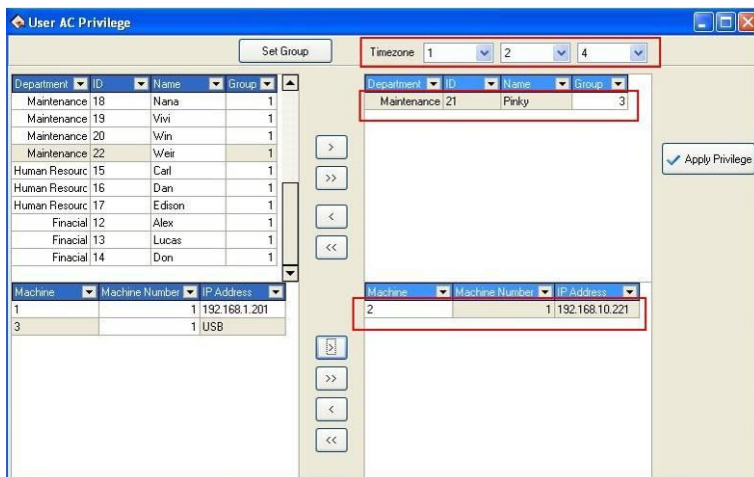 User AC Privilege
Set Group
Timezone 1 2 4
Department ID Name Group
Maintenance 18 Nana 1
Maintenance 19 Vivi 1
Maintenance 20 Win 1
Maintenance 22 Weir 1
Human Resourc 15 Carl 1
Human Resourc 16 Dan 1
Human Resourc 17 Edison 1
Finacial 12 Alex 1
Finacial 13 Lucas 1
Finacial 14 Don 1
>
>>
<
<<
Department ID Name Group
Maintenance 21 Pinky 3
Apply Privilege
Machine Machine Number IP Address
1 1 192.168.1.201
3 1 USB
>
>>
<
<<
Machine Machine Number IP Address
2 1 192.168.10.221